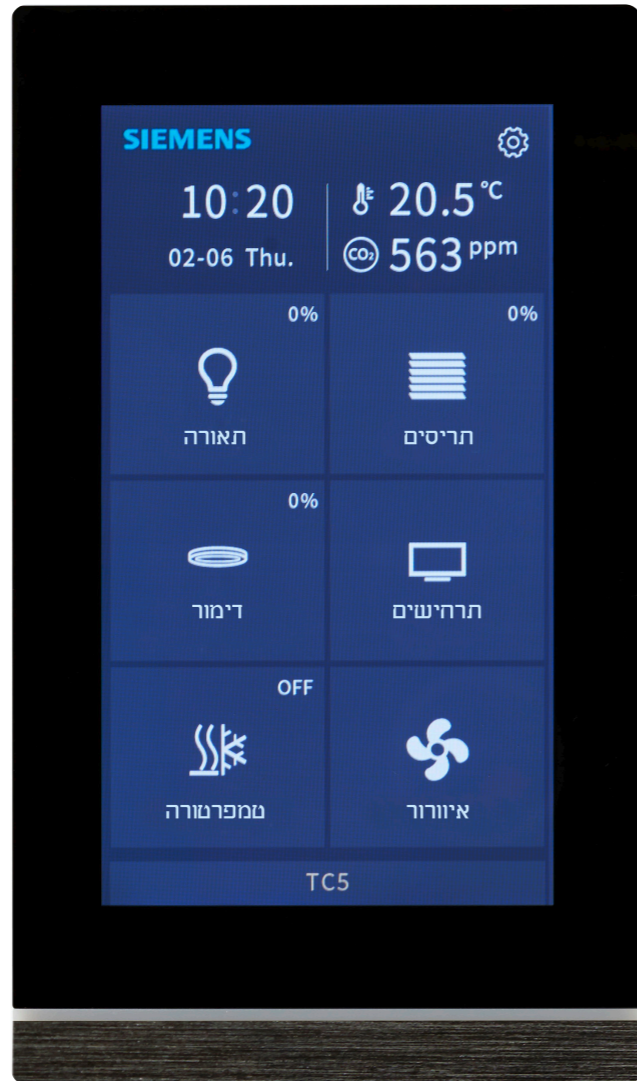 SIEMENS
10:20
02-06 Thu.
20.5 °C
CO₂ 563 ppm
0%
תאורה
0%
תריסים
0%
דימור
תרחישים
OFF
טמפרטורה
איוורור
TC5